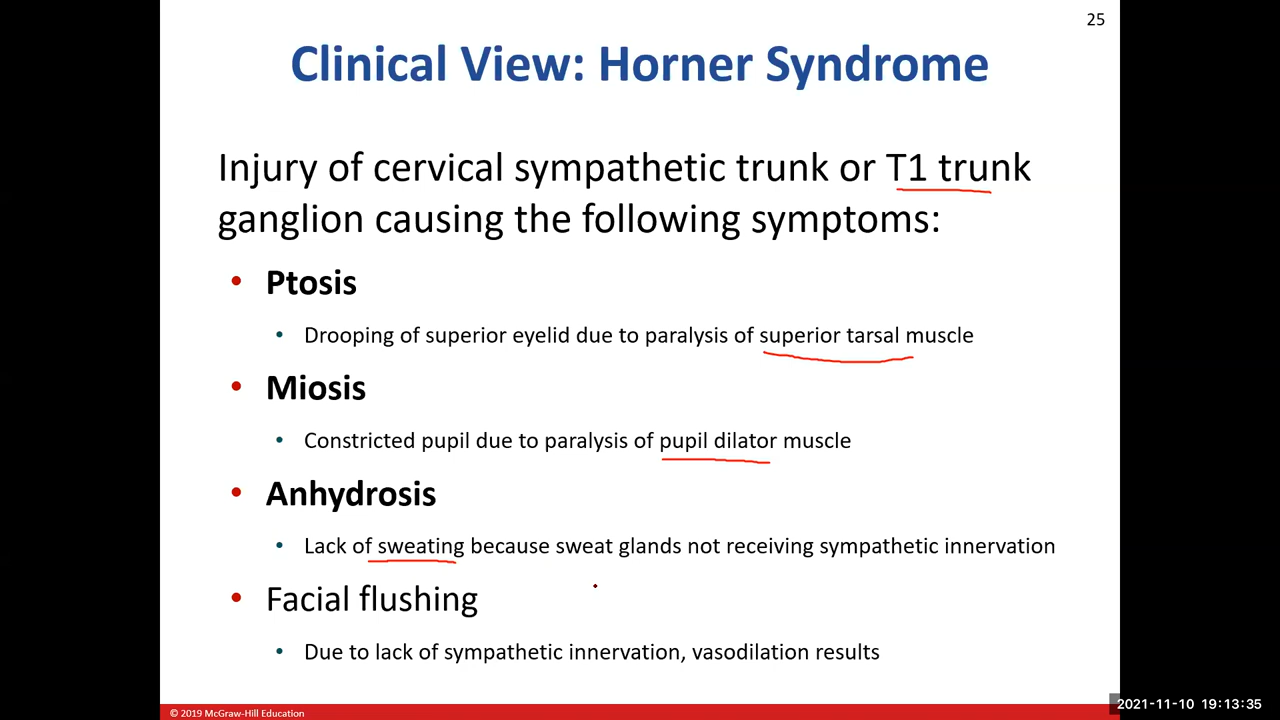 25
Clinical View: Horner Syndrome
Injury of cervical sympathetic trunk or T1 trunk
ganglion causing the following symptoms:
• Ptosis
• Drooping of superior eyelid due to paralysis of superior tarsal muscle
• Miosis
• Constricted pupil due to paralysis of pupil dilator muscle
• Anhydrosis
• Lack of sweating because sweat glands not receiving sympathetic innervation
• Facial flushing
• Due to lack of sympathetic innervation, vasodilation results
© 2019 McGraw-Hill Education
2021-11-10 19:13:35